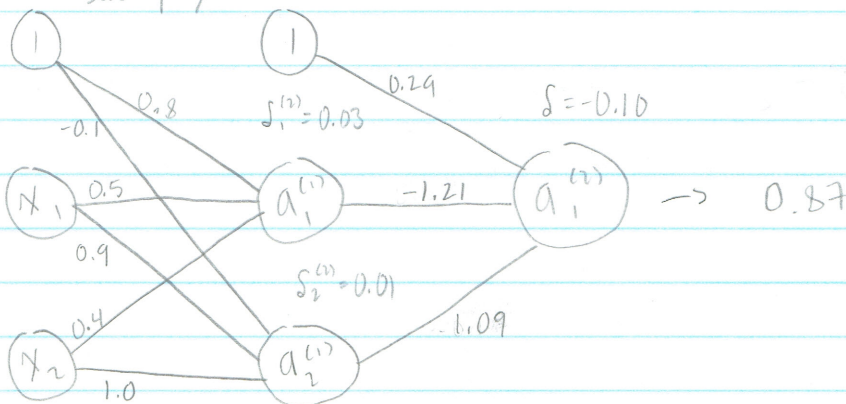 1
1
0.29
0.8
-0.1
δ₁⁽²⁾ = 0.03
δ = -0.10
x₁
0.5
a₁⁽¹⁾
-1.21
a₁⁽²⁾
→ 0.87
0.9
δ₂⁽²⁾ = 0.01
0.4
1.09
x₂
a₂⁽¹⁾
1.0